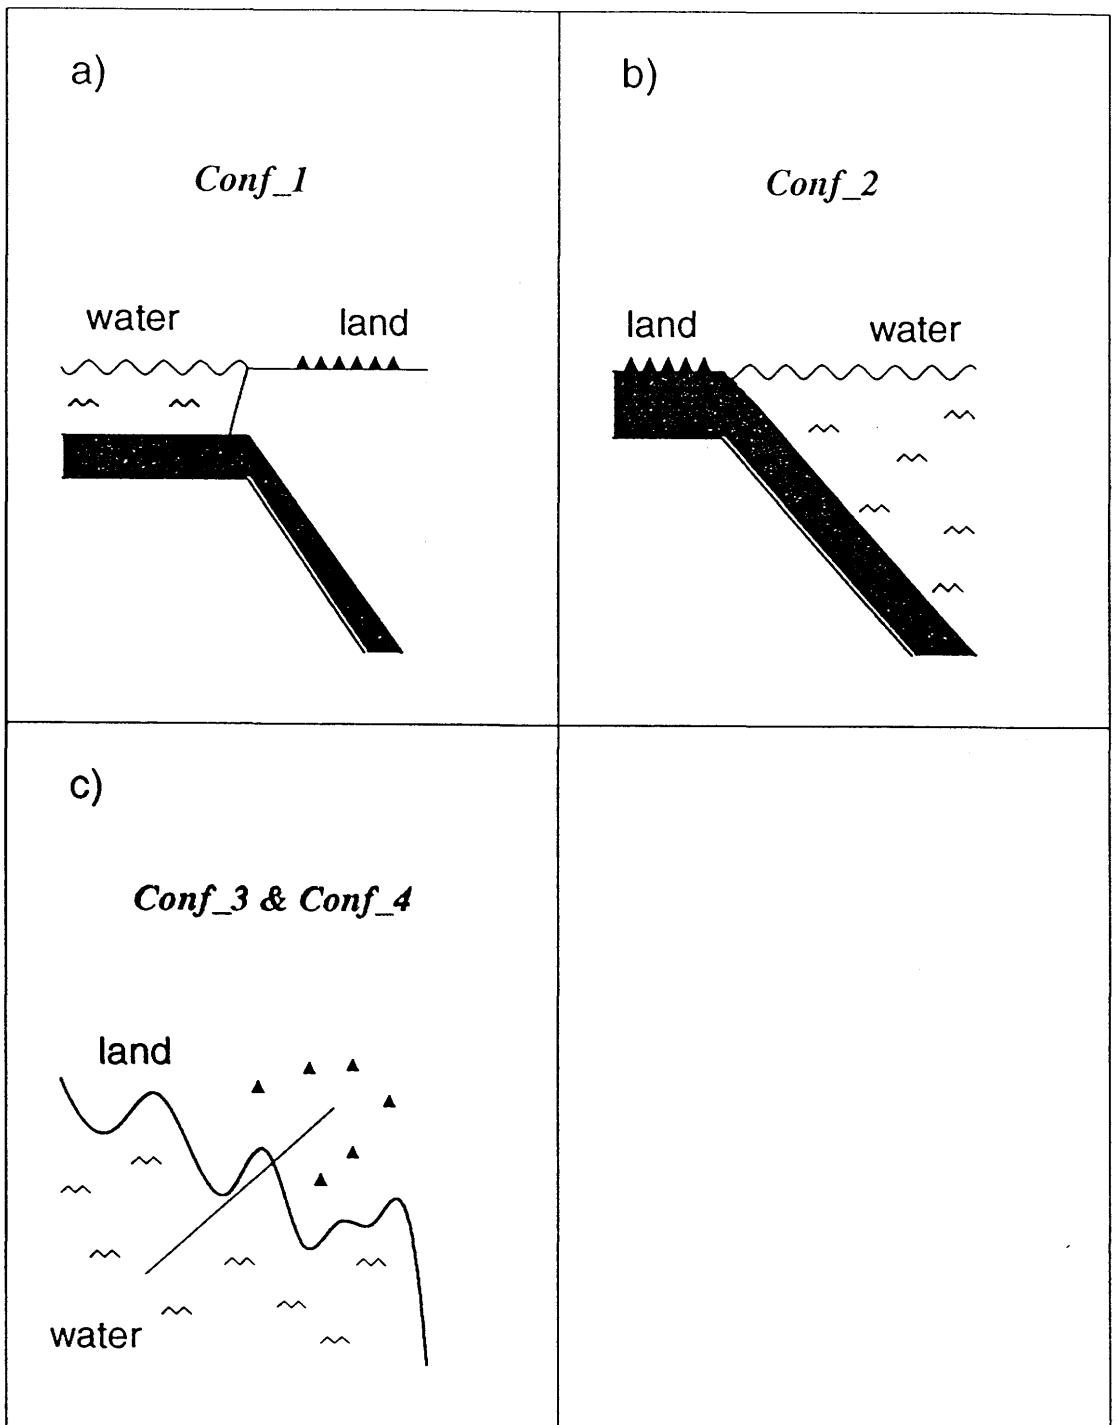 a)
Conf_1
water
land
b)
Conf_2
land
water
c)
Conf_3 & Conf_4
land
water